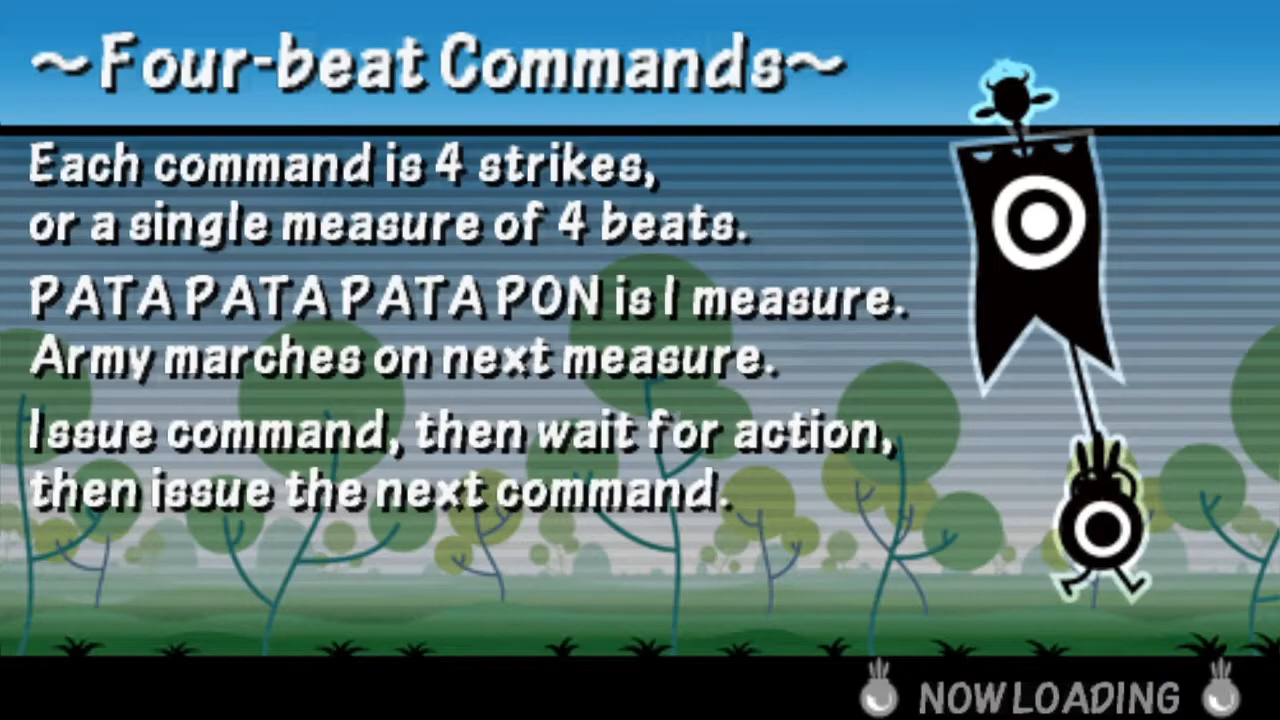 ~Four-beat Commands~
Each command is 4 strikes,
or a single measure of 4 beats.
PATA PATA PATA PON is 1 measure.
Army marches on next measure.
Issue command, then wait for action,
then issue the next command.
NOW LOADING